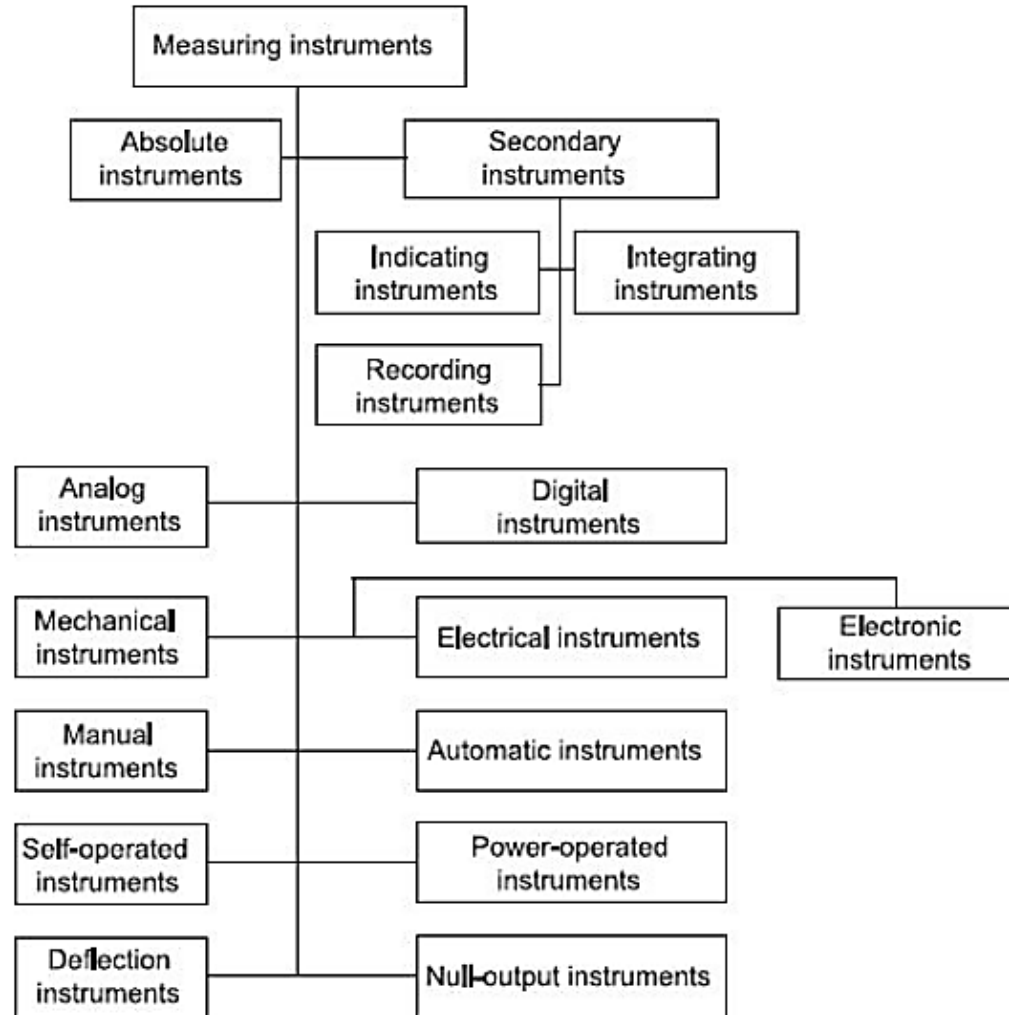 Measuring instruments
Absolute
instruments
Secondary
instruments
Indicating
instruments
Integrating
instruments
Recording
instruments
Analog
instruments
Digital
instruments
Mechanical
instruments
Electrical instruments
Electronic
instruments
Manual
instruments
Automatic instruments
Self-operated
instruments
Power-operated
instruments
Deflection
instruments
Null-output instruments